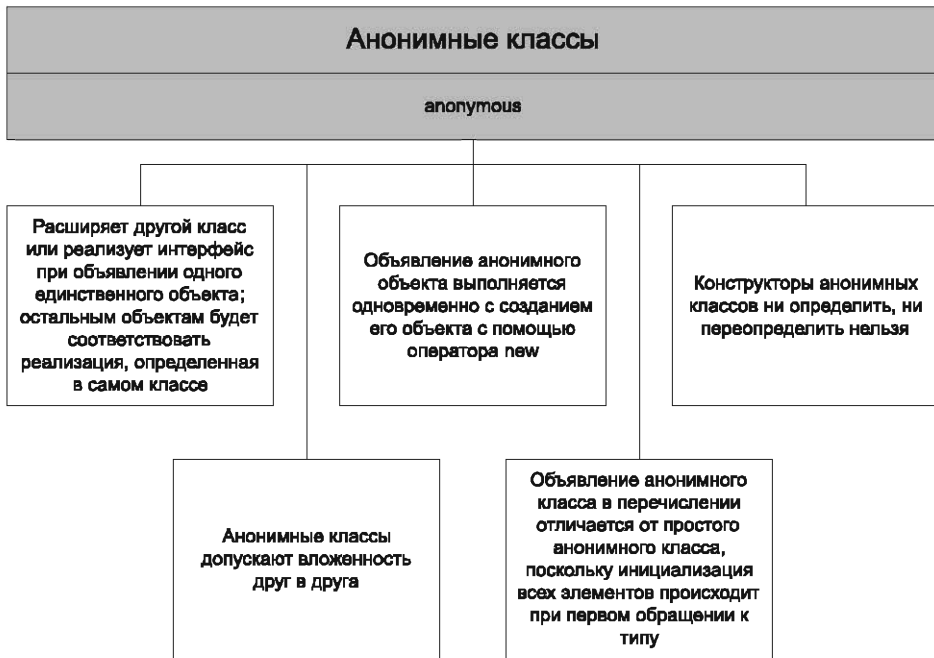 Анонимные классы
anonymous
Расширяет другой класс
или реализует интерфейс
при объявлении одного
единственного объекта;
остальным объектам будет
соответствовать
реализация, определенная
в самом классе
Объявление анонимного
объекта выполняется
одновременно с созданием
его объекта с помощью
оператора new
Конструкторы анонимных
классов ни определить, ни
переопределить нельзя
Анонимные классы
допускают вложенность
друг в друга
Объявление анонимного
класса в перечислении
отличается от простого
анонимного класса,
поскольку инициализация
всех элементов происходит
при первом обращении к
типу